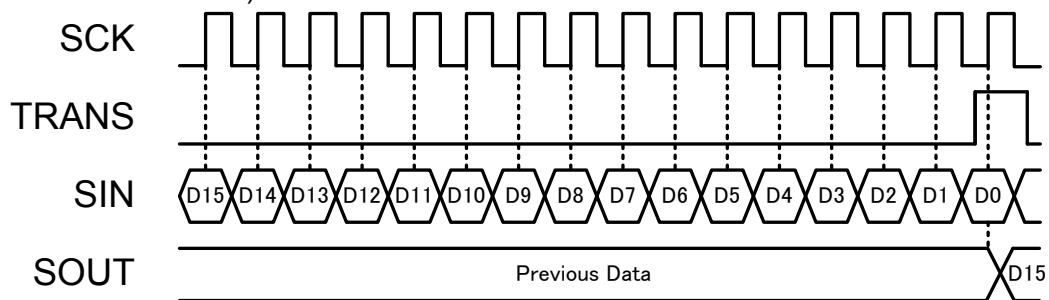 SCK
TRANS
SIN D15 D14 D13 D12 D11 D10 D9 D8 D7 D6 D5 D4 D3 D2 D1 D0
SOUT Previous Data D15